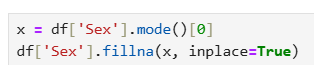 x = df['Sex'].mode()[0]
df['Sex'].fillna(x, inplace=True)